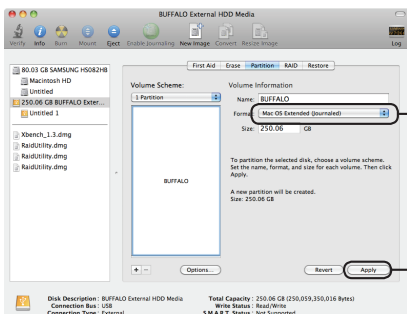 BUFFALO External HDD Media
Verify Info Burn Mount Eject Enable Journaling New Image Convert Resize Image Log
80.03 GB SAMSUNG HS082HB
Macintosh HD
Untitled
250.06 GB BUFFALO Exter...
Untitled 1
Xbench_1.3.dmg
RaidUtility.dmg
RaidUtility.dmg
RaidUtility.dmg
First Aid Erase Partition RAID Restore
Volume Scheme:
1 Partition
BUFFALO
+ − Options...
Volume Information
Name: BUFFALO
Format: Mac OS Extended (Journaled)
Size: 250.06 GB
To partition the selected disk, choose a volume scheme.
Set the name, format, and size for each volume. Then click
Apply.
A new partition will be created.
Size: 250.06 GB
Revert Apply
Disk Description : BUFFALO External HDD Media
Connection Bus : USB
Connection Type : External
Total Capacity : 250.06 GB (250,059,350,016 Bytes)
Write Status : Read/Write
S.M.A.R.T. Status : Not Supported